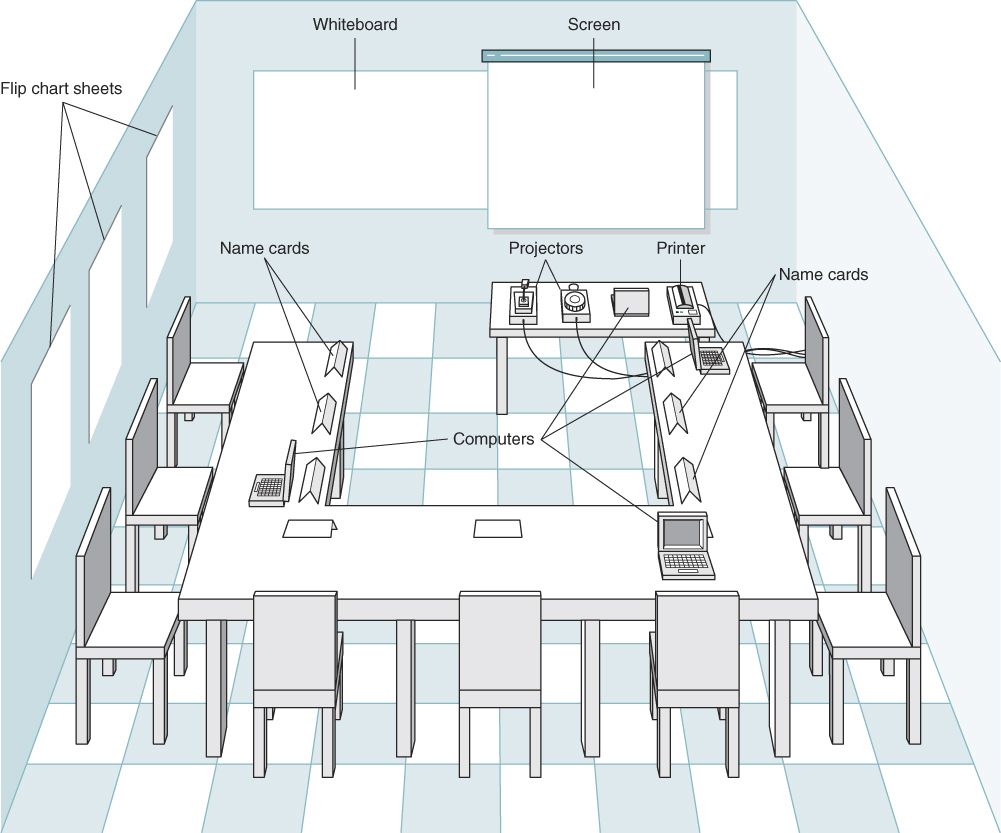 Whiteboard
Screen
Flip chart sheets
Name cards
Projectors
Printer
Name cards
Computers